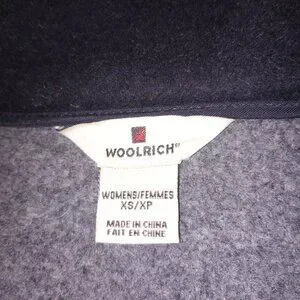 WOOLRICH®
WOMENS/FEMMES
XS/XP
MADE IN CHINA
FAIT EN CHINE